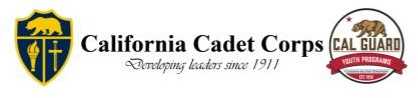 California Cadet Corps
Developing leaders since 1911
CAL GUARD
YOUTH PROGRAMS